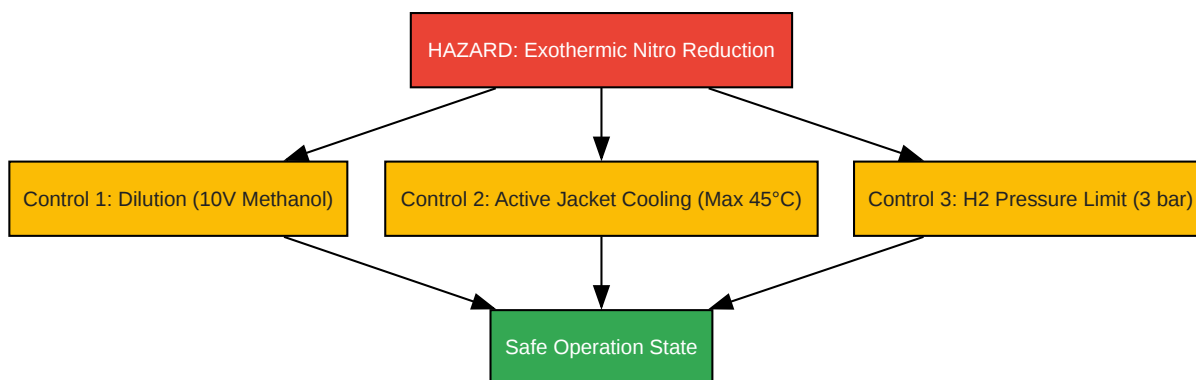 HAZARD: Exothermic Nitro Reduction
Control 1: Dilution (10V Methanol)
Control 2: Active Jacket Cooling (Max 45°C)
Control 3: H2 Pressure Limit (3 bar)
Safe Operation State